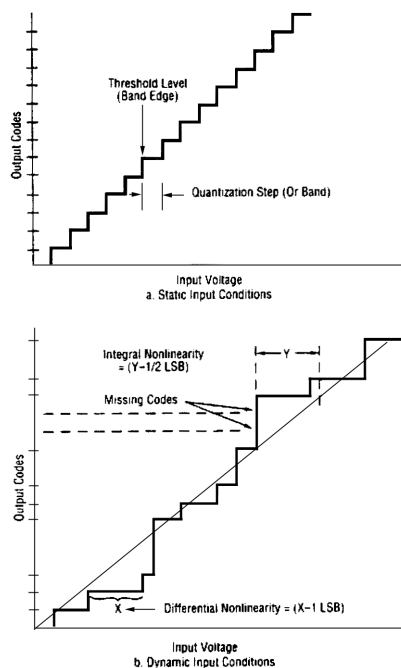 Output Codes
Threshold Level
(Band Edge)
Quantization Step (Or Band)
Input Voltage
a. Static Input Conditions
Output Codes
Integral Nonlinearity
= (Y-1/2 LSB)
Y
Missing Codes
X
Differential Nonlinearity = (X-1 LSB)
Input Voltage
b. Dynamic Input Conditions